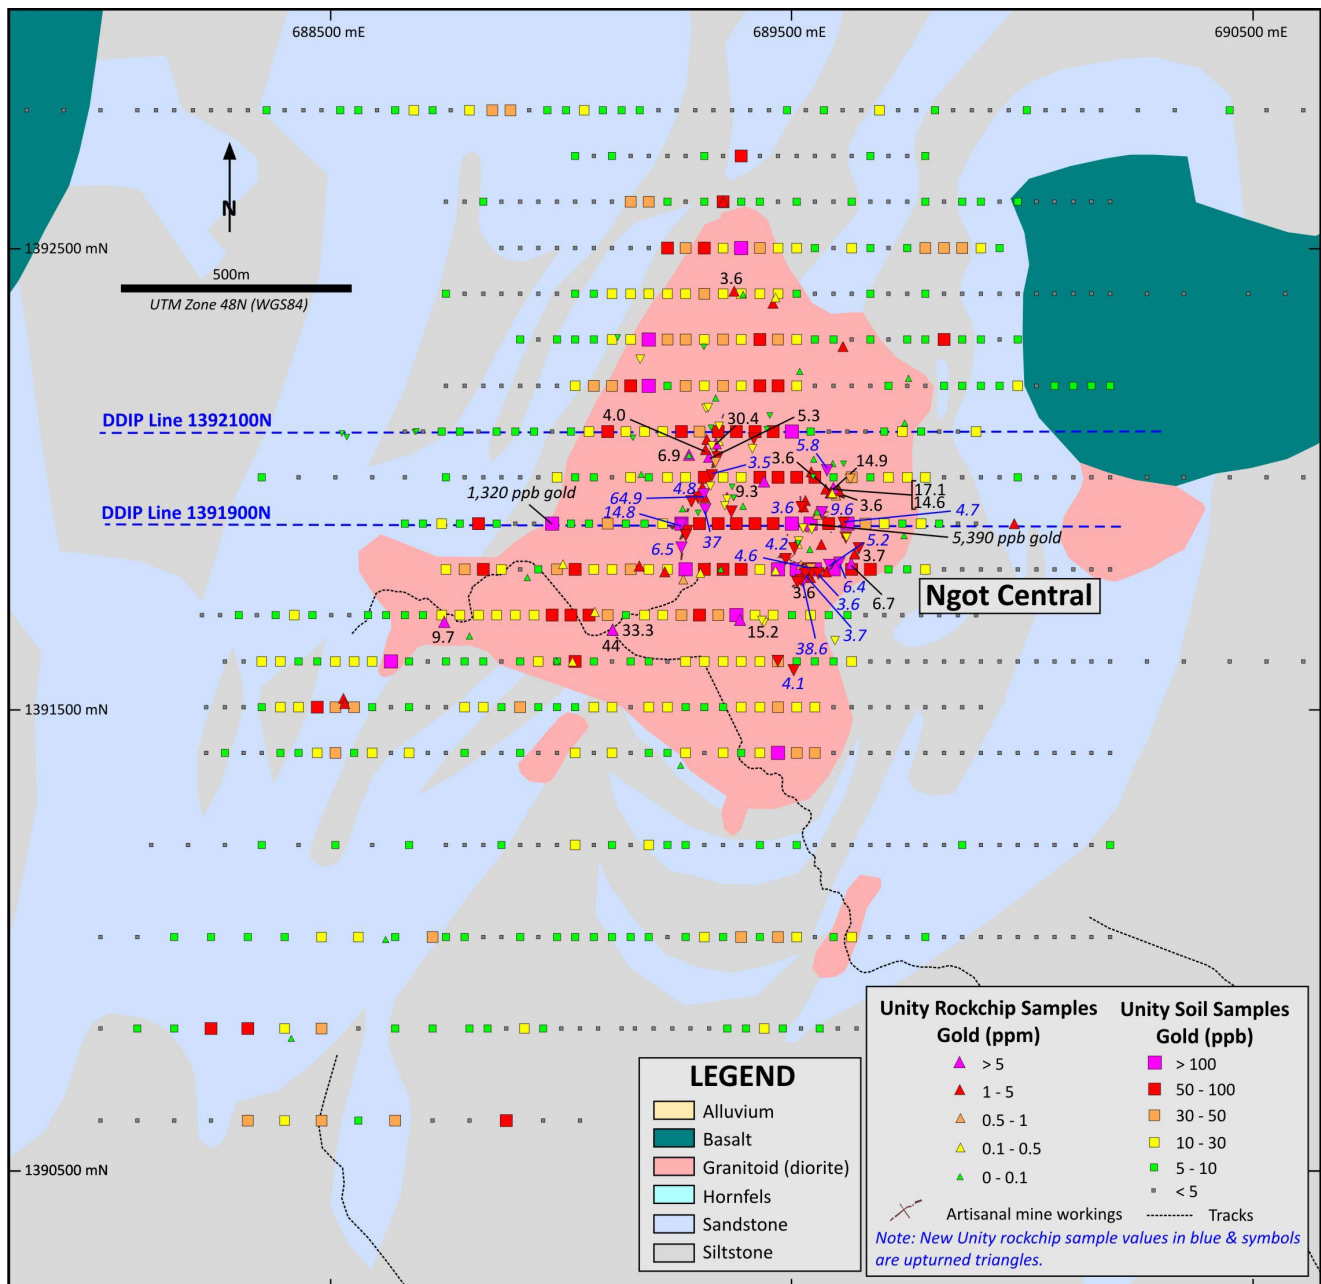 688500 mE
689500 mE
690500 mE
N
1392500 mN
500m
UTM Zone 48N (WGS84)
3.6
DDIP Line 1392100N
4.0
30.4
5.3
5.8
6.9
3.5
3.6
14.9
1,320 ppb gold
4.8
9.3
17.1
64.9
14.6
DDIP Line 1391900N
14.8
3.6
9.6
3.6
4.7
37
5,390 ppb gold
6.5
4.2
5.2
4.6
3.7
6.4
Ngot Central
3.6
3.6
6.7
9.7
33.3
15.2
3.7
44
38.6
4.1
1391500 mN
1390500 mN
LEGEND
Alluvium
Basalt
Granitoid (diorite)
Hornfels
Sandstone
Siltstone
Unity Rockchip Samples
Gold (ppm)
> 5
1 - 5
0.5 - 1
0.1 - 0.5
0 - 0.1
Unity Soil Samples
Gold (ppb)
> 100
50 - 100
30 - 50
10 - 30
5 - 10
< 5
Artisanal mine workings
Tracks
Note: New Unity rockchip sample values in blue & symbols
are upturned triangles.